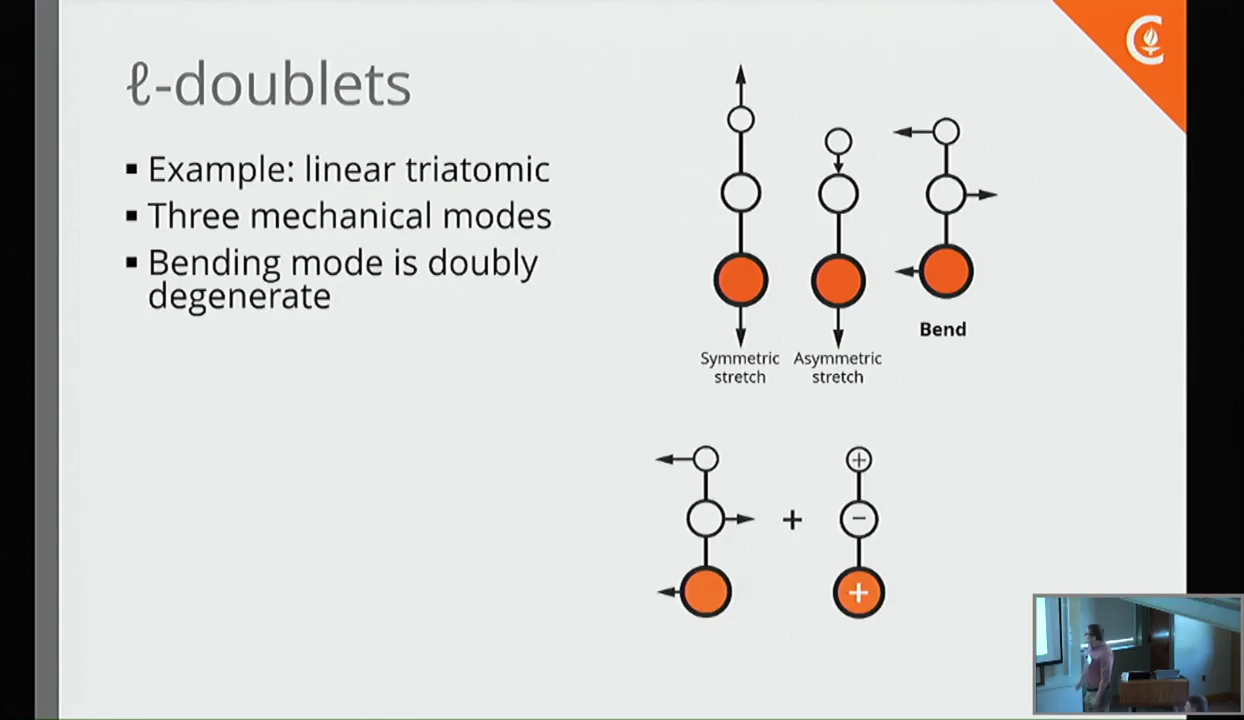 ℓ-doublets
▪ Example: linear triatomic
▪ Three mechanical modes
▪ Bending mode is doubly
degenerate
Symmetric
stretch
Asymmetric
stretch
Bend
+
+
−
+